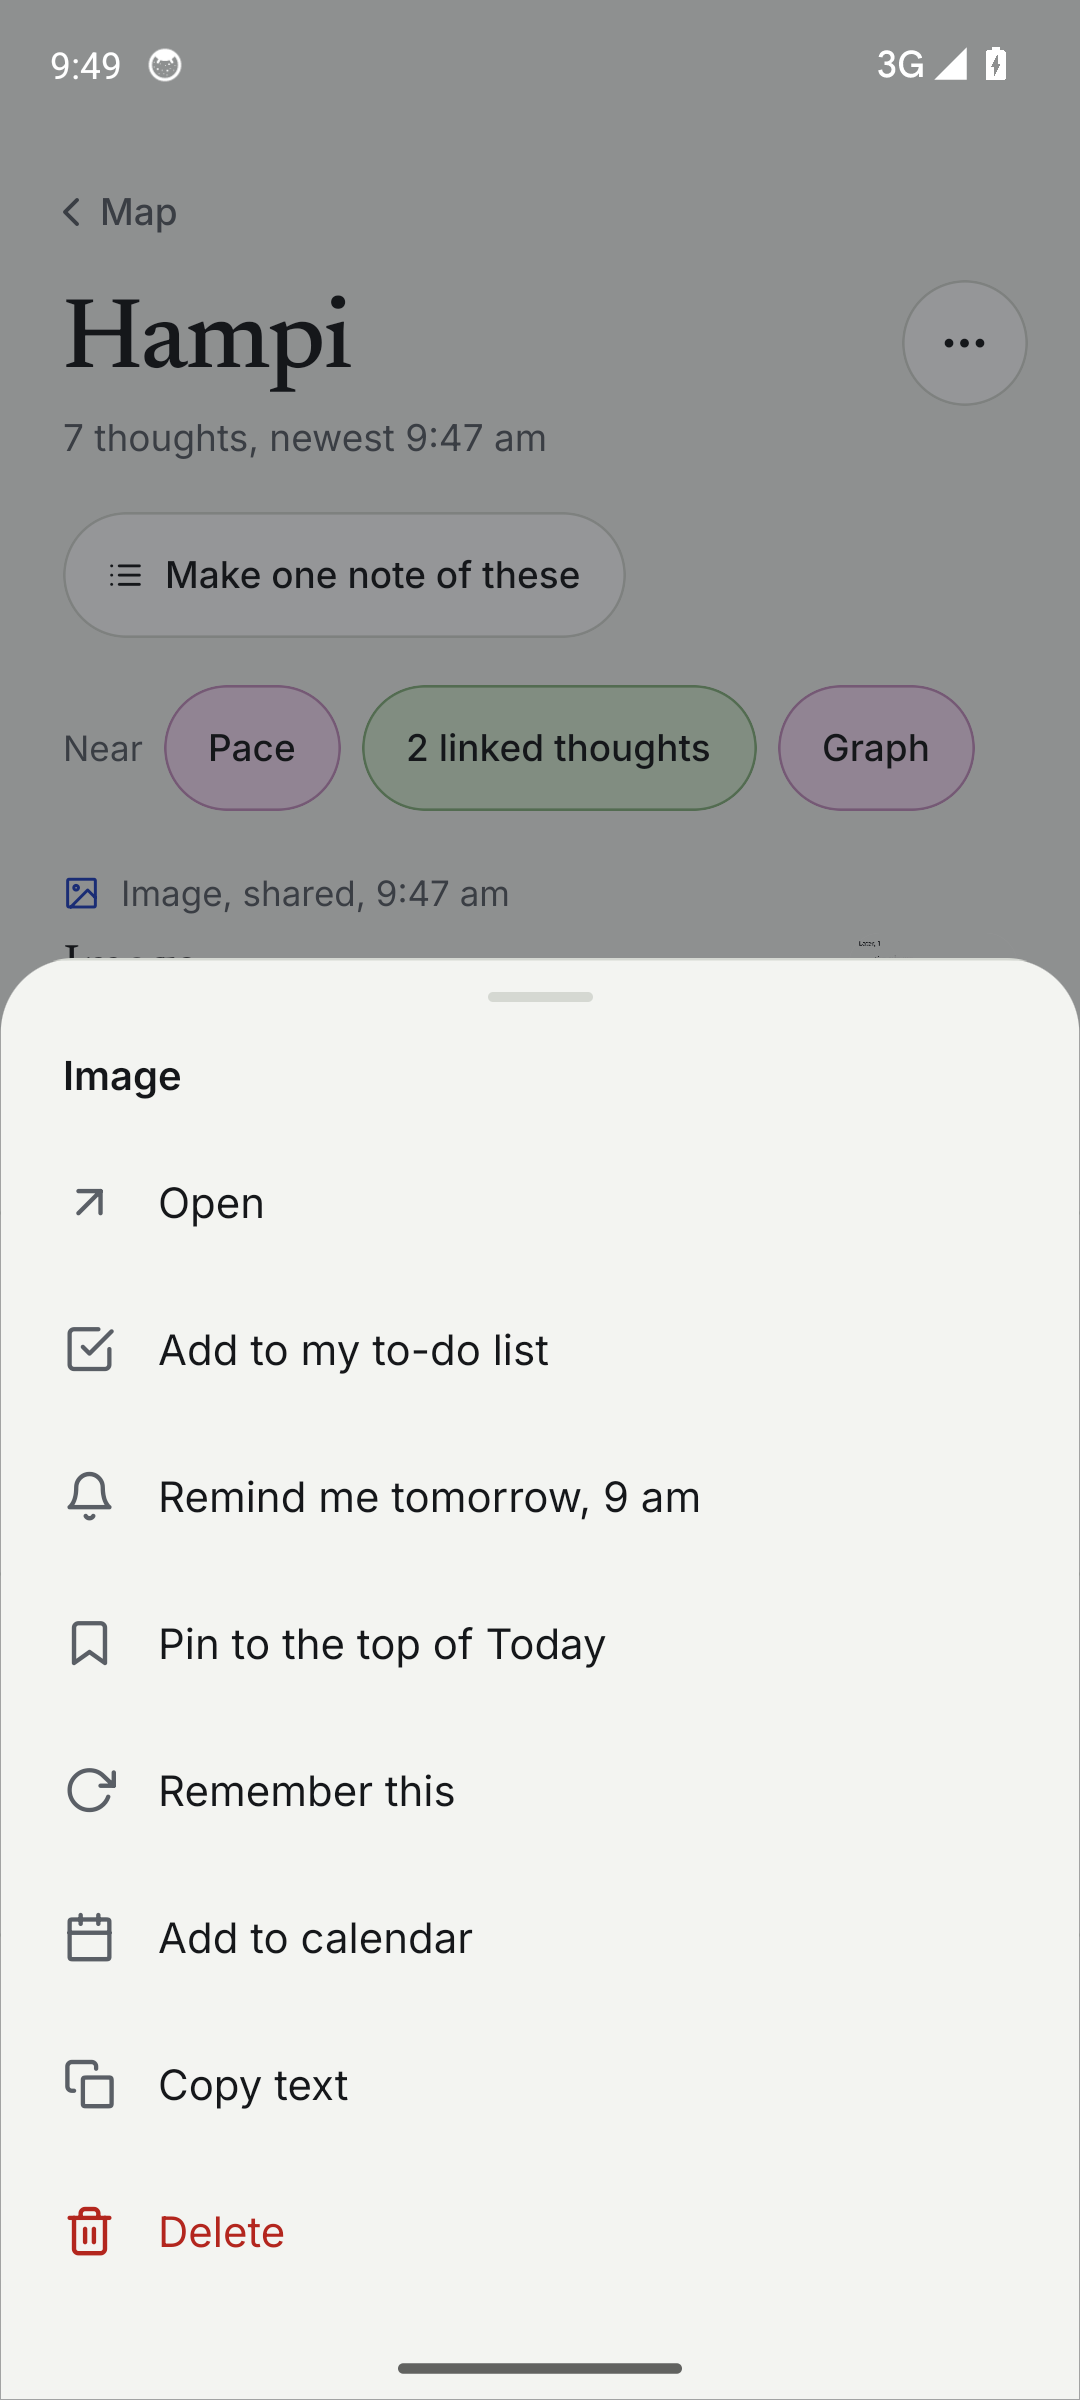 9:49
3G
Map
Hampi
7 thoughts, newest 9:47 am
Make one note of these
Near Pace 2 linked thoughts Graph
Image, shared, 9:47 am
Image
Open
Add to my to-do list
Remind me tomorrow, 9 am
Pin to the top of Today
Remember this
Add to calendar
Copy text
Delete